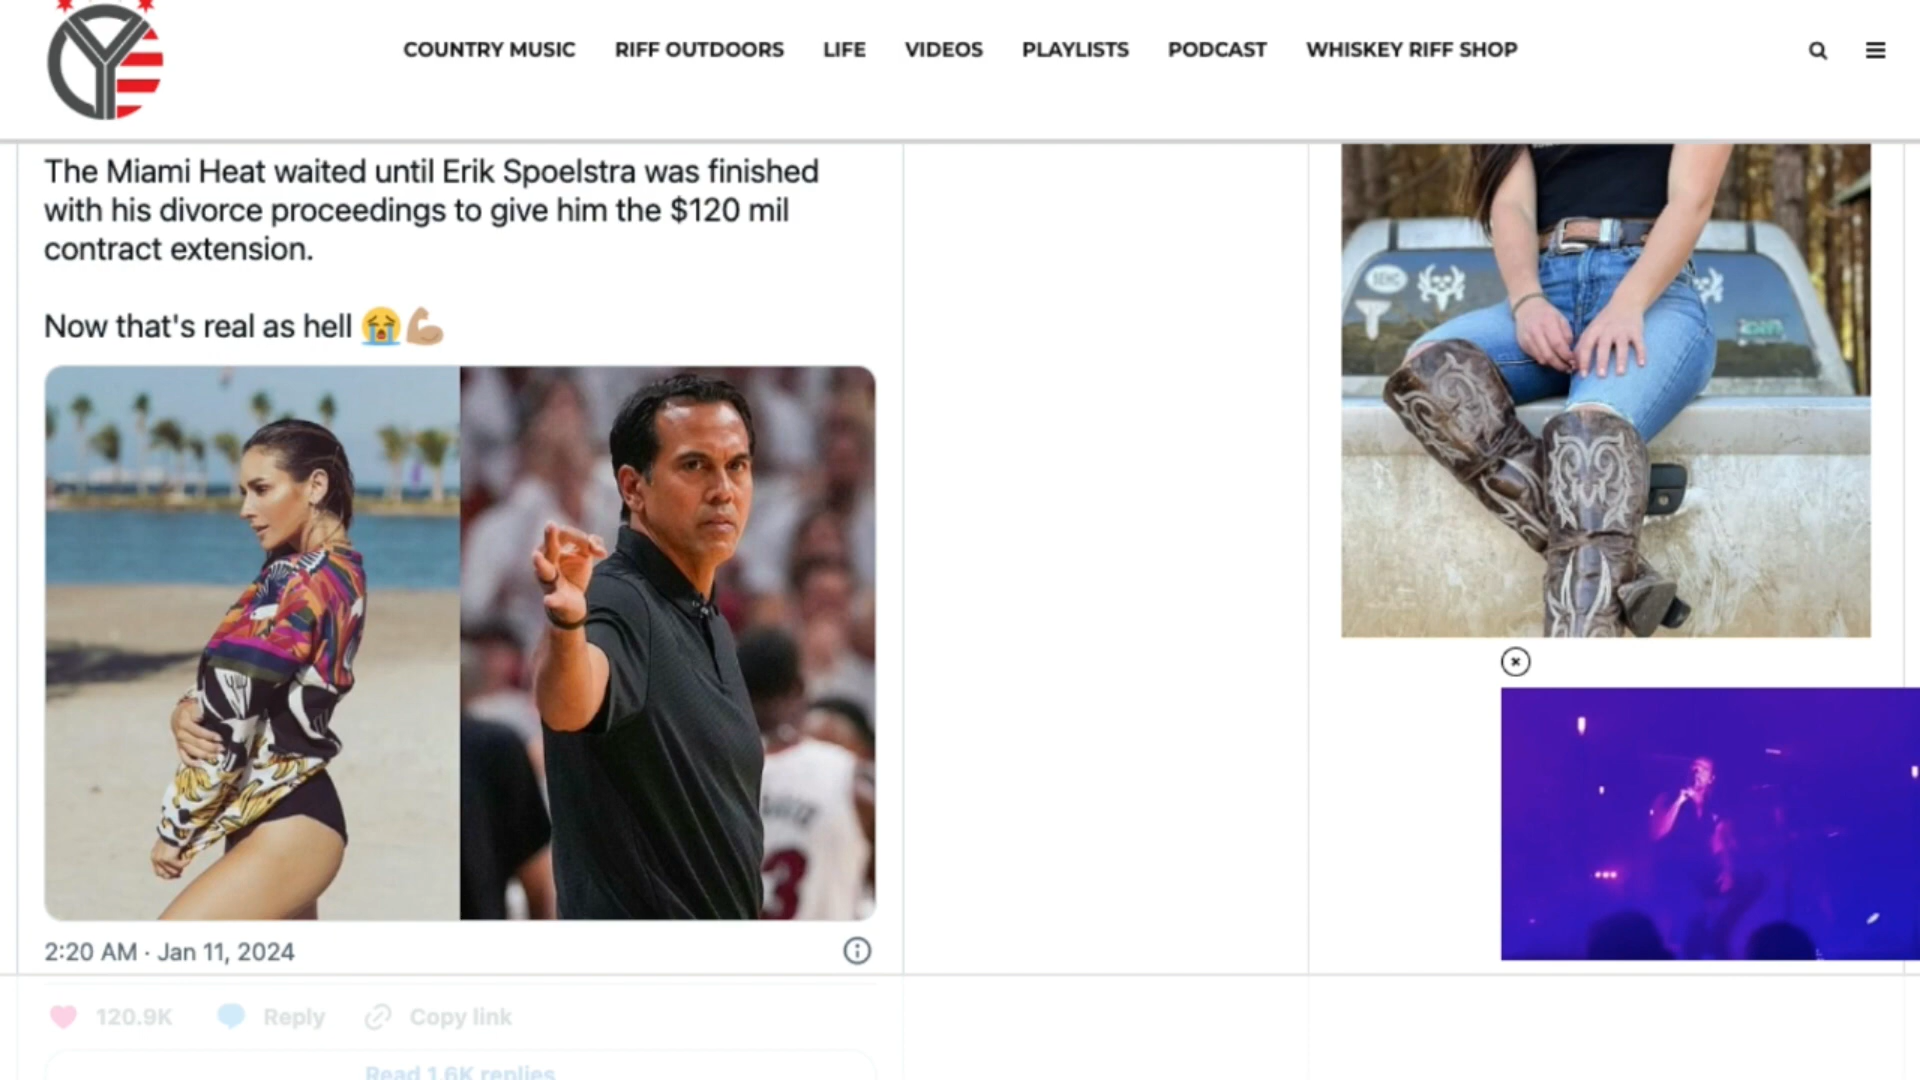 COUNTRY MUSIC RIFF OUTDOORS LIFE VIDEOS PLAYLISTS PODCAST WHISKEY RIFF SHOP
The Miami Heat waited until Erik Spoelstra was finished
with his divorce proceedings to give him the $120 mil
contract extension.
Now that's real as hell 😭💪🏼
2:20 AM · Jan 11, 2024
120.9K Reply Copy link
Read 1.6K replies
3